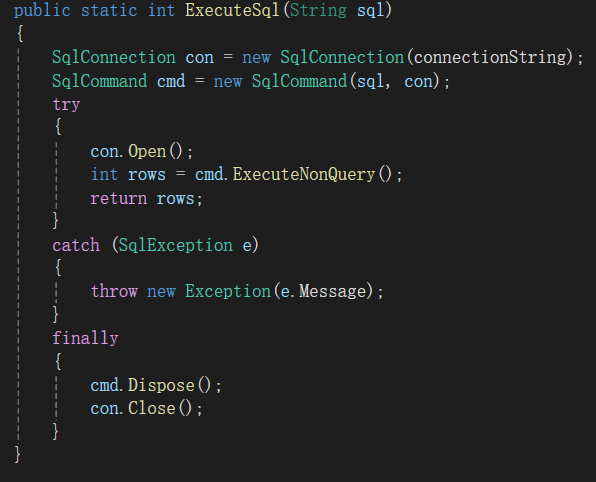 public static int ExecuteSql(String sql)
{
    SqlConnection con = new SqlConnection(connectionString);
    SqlCommand cmd = new SqlCommand(sql, con);
    try
    {
        con.Open();
        int rows = cmd.ExecuteNonQuery();
        return rows;
    }
    catch (SqlException e)
    {
        throw new Exception(e.Message);
    }
    finally
    {
        cmd.Dispose();
        con.Close();
    }
}